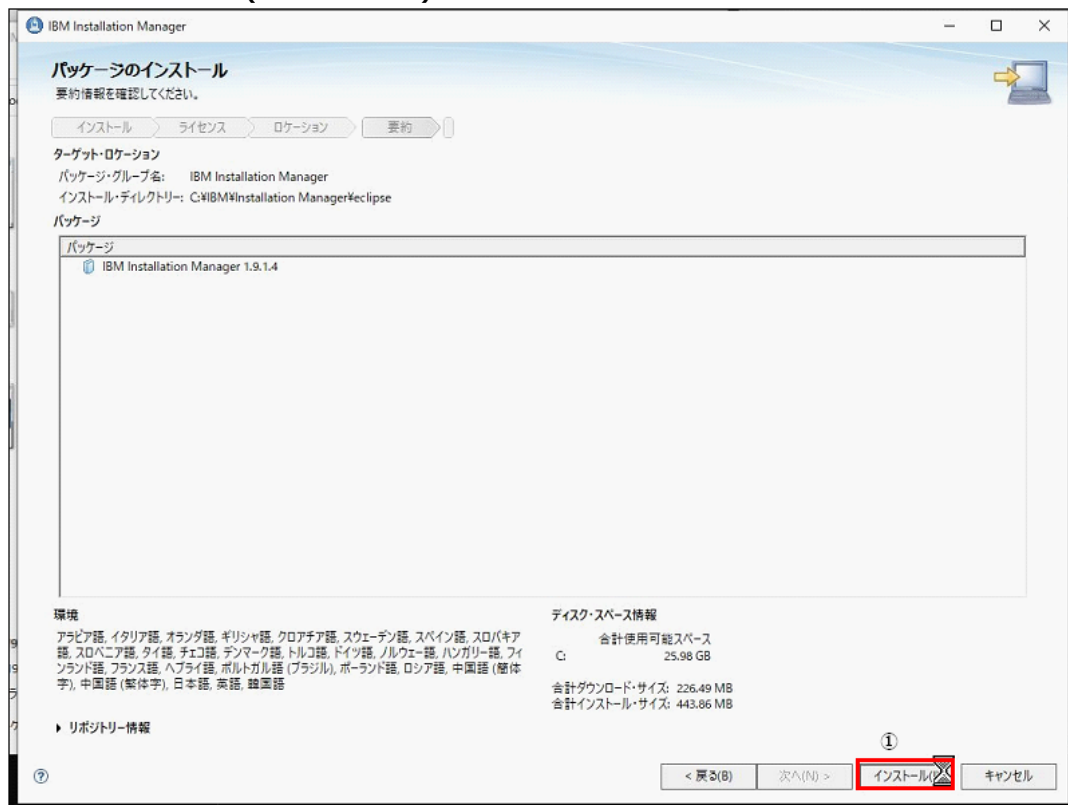 IBM Installation Manager
パッケージのインストール
要約情報を確認してください。
インストール
ライセンス
ロケーション
要約
ターゲット・ロケーション
パッケージ・グループ名: IBM Installation Manager
インストール・ディレクトリー: C:¥IBM¥Installation Manager¥eclipse
パッケージ
パッケージ
IBM Installation Manager 1.9.1.4
環境
アラビア語, イタリア語, オランダ語, ギリシャ語, クロアチア語, スウェーデン語, スペイン語, スロバキア
語, スロベニア語, タイ語, チェコ語, デンマーク語, トルコ語, ドイツ語, ノルウェー語, ハンガリー語, フィ
ンランド語, フランス語, ヘブライ語, ポルトガル語 (ブラジル), ポーランド語, ロシア語, 中国語 (簡体
字), 中国語 (繁体字), 日本語, 英語, 韓国語
ディスク・スペース情報
合計使用可能スペース
C: 25.98 GB
合計ダウンロード・サイズ: 226.49 MB
合計インストール・サイズ: 443.86 MB
リポジトリー情報
①
< 戻る(B)
次へ(N) >
インストール(
キャンセル